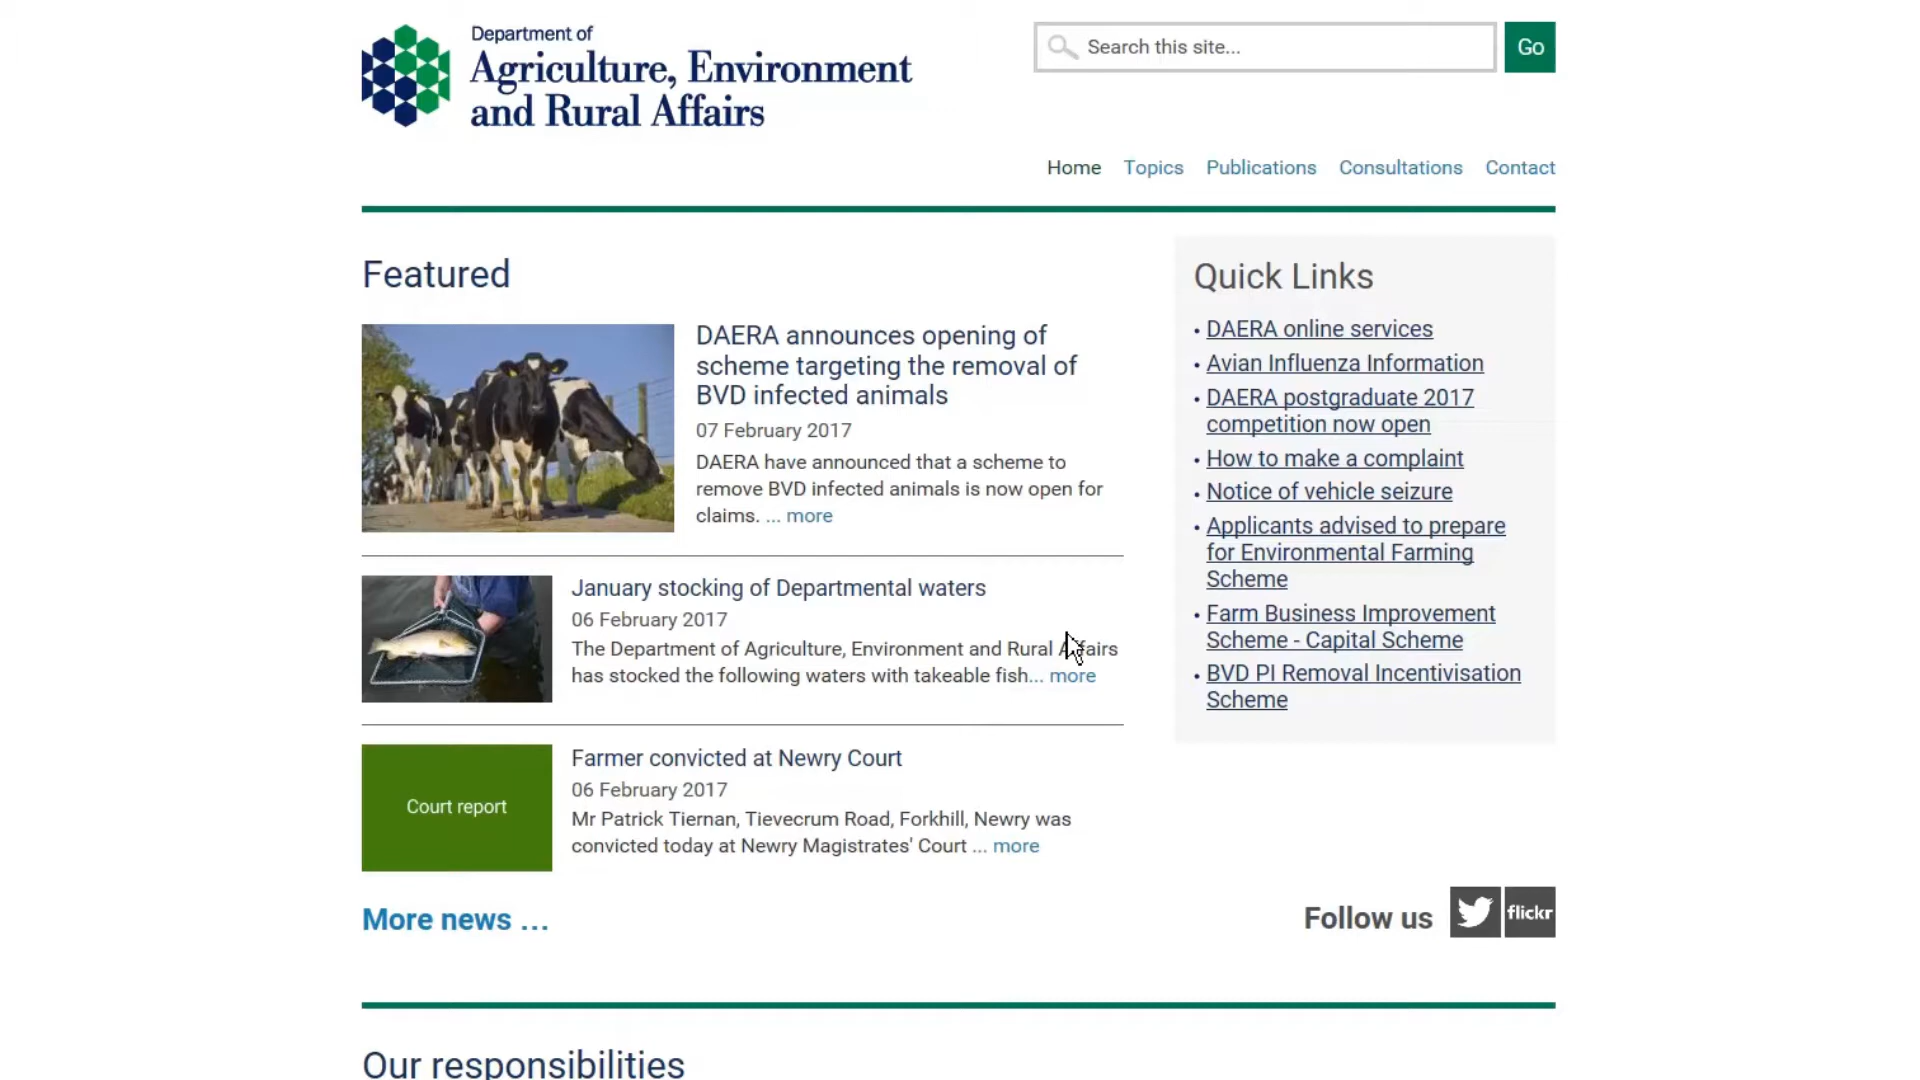 Department of
Agriculture, Environment
and Rural Affairs
Search this site...
Go
Home Topics Publications Consultations Contact
Featured
DAERA announces opening of
scheme targeting the removal of
BVD infected animals
07 February 2017
DAERA have announced that a scheme to
remove BVD infected animals is now open for
claims. ... more
January stocking of Departmental waters
06 February 2017
The Department of Agriculture, Environment and Rural Affairs
has stocked the following waters with takeable fish... more
Court report
Farmer convicted at Newry Court
06 February 2017
Mr Patrick Tiernan, Tievecrum Road, Forkhill, Newry was
convicted today at Newry Magistrates' Court ... more
More news ...
Quick Links
• DAERA online services
• Avian Influenza Information
• DAERA postgraduate 2017
competition now open
• How to make a complaint
• Notice of vehicle seizure
• Applicants advised to prepare
for Environmental Farming
Scheme
• Farm Business Improvement
Scheme - Capital Scheme
• BVD PI Removal Incentivisation
Scheme
Follow us
flickr
Our responsibilities